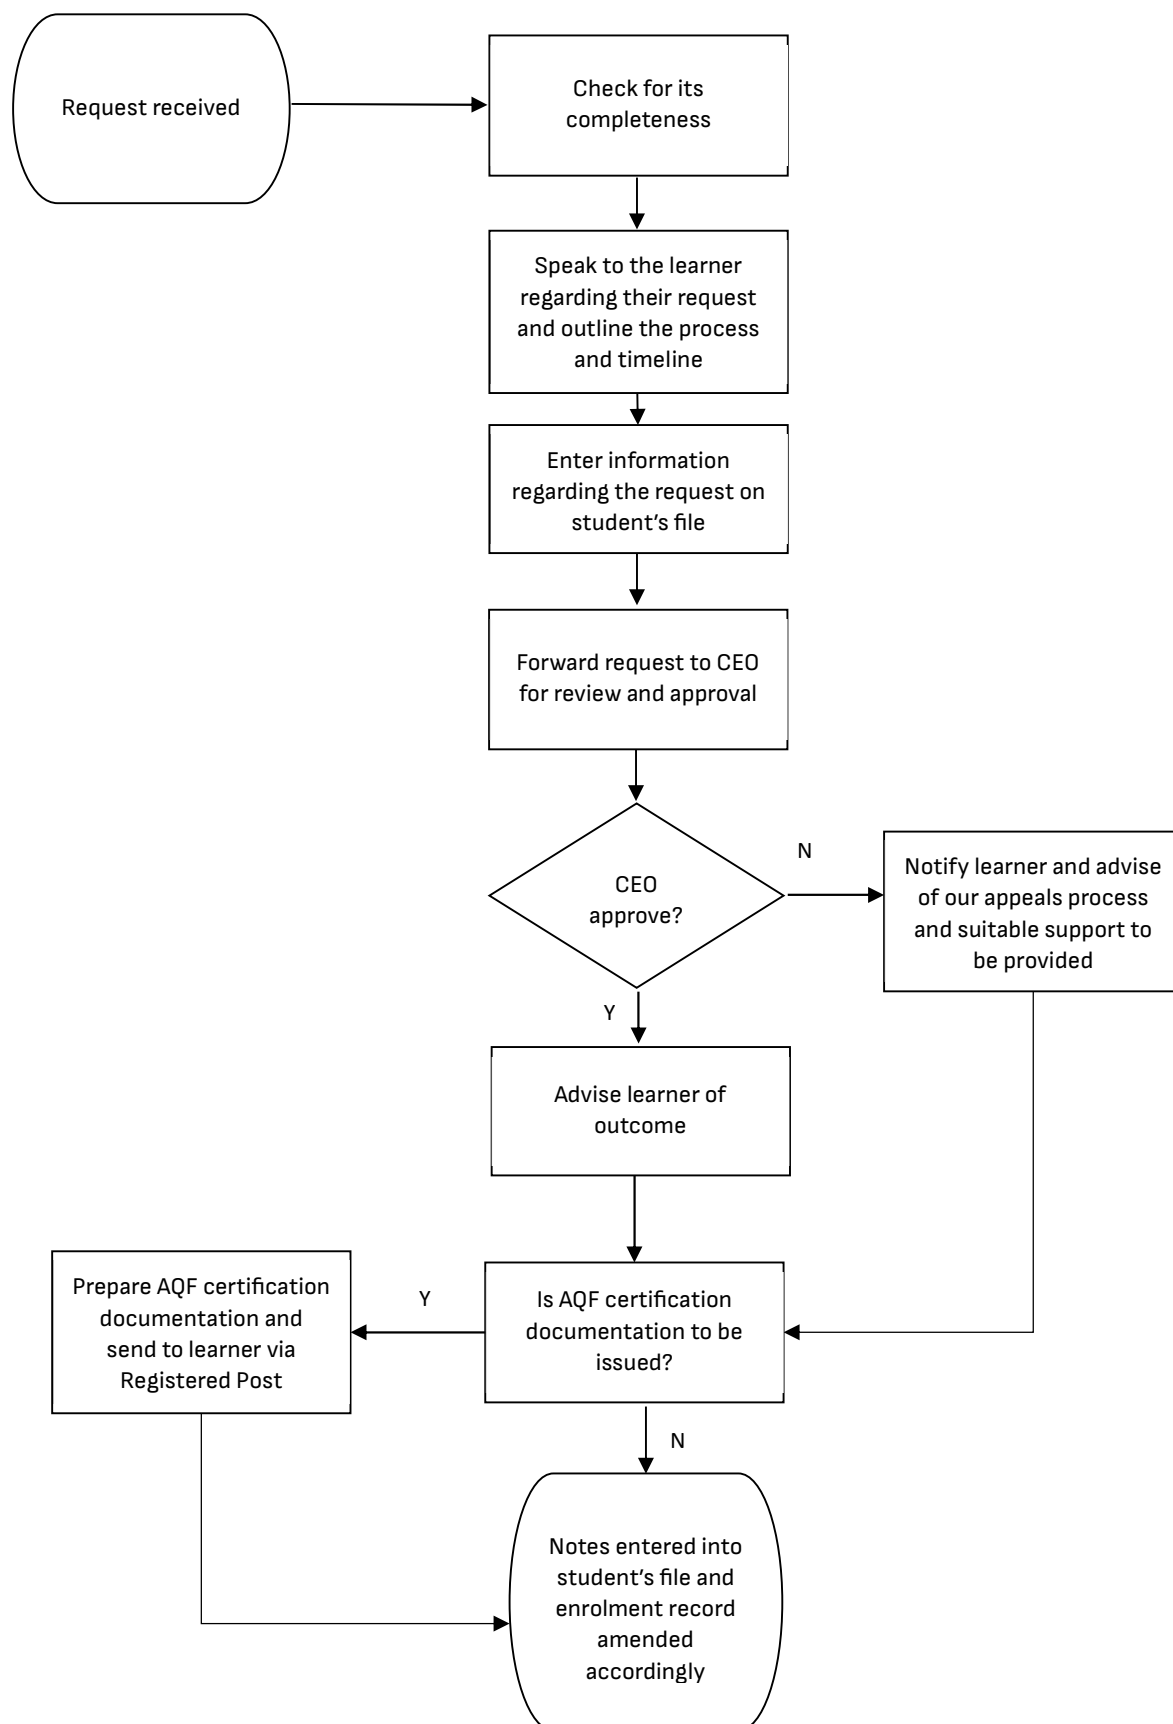 Request received
Check for its
completeness
Speak to the learner
regarding their request
and outline the process
and timeline
Enter information
regarding the request on
student’s file
Forward request to CEO
for review and approval
CEO
approve?
N
Notify learner and advise
of our appeals process
and suitable support to
be provided
Y
Advise learner of
outcome
Prepare AQF certification
documentation and
send to learner via
Registered Post
Y
Is AQF certification
documentation to be
issued?
N
Notes entered into
student’s file and
enrolment record
amended
accordingly